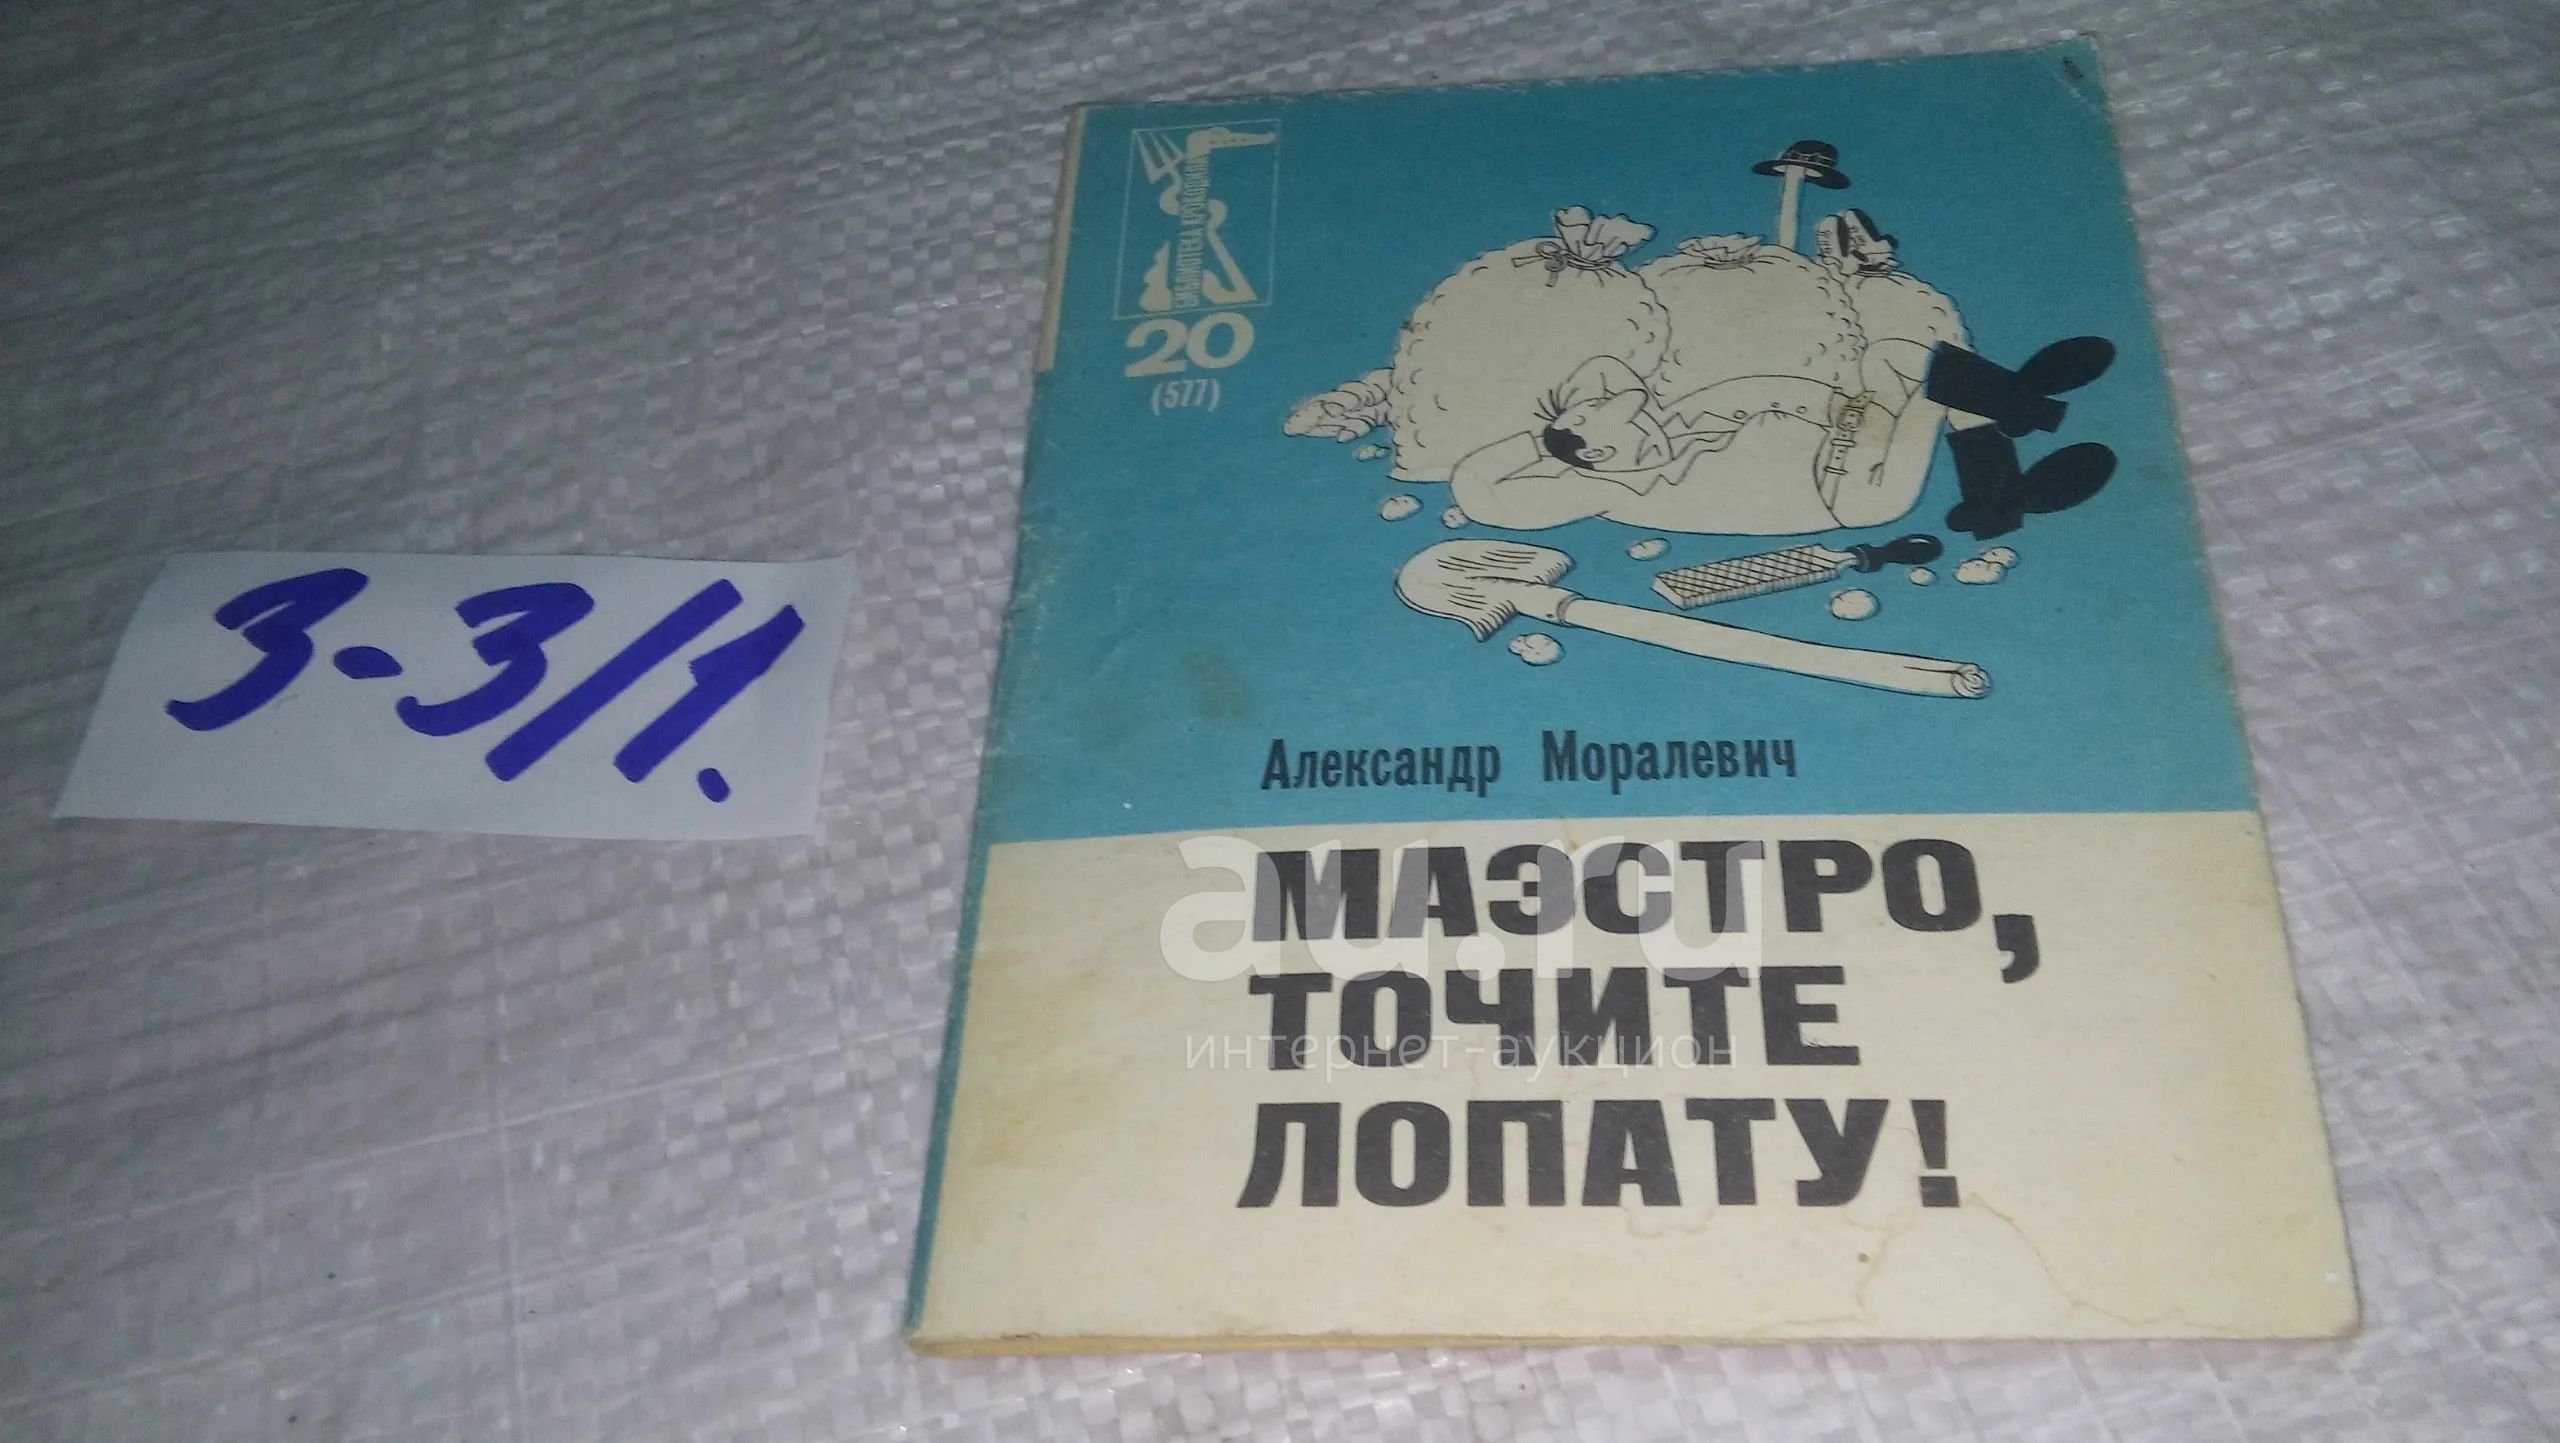 3-3/1.
БИБЛИОТЕКА КРОКОДИЛА
20
(577)
Александр Моралевич
МАЭСТРО,
ТОЧИТЕ
ЛОПАТУ!
au.ru
интернет-аукцион